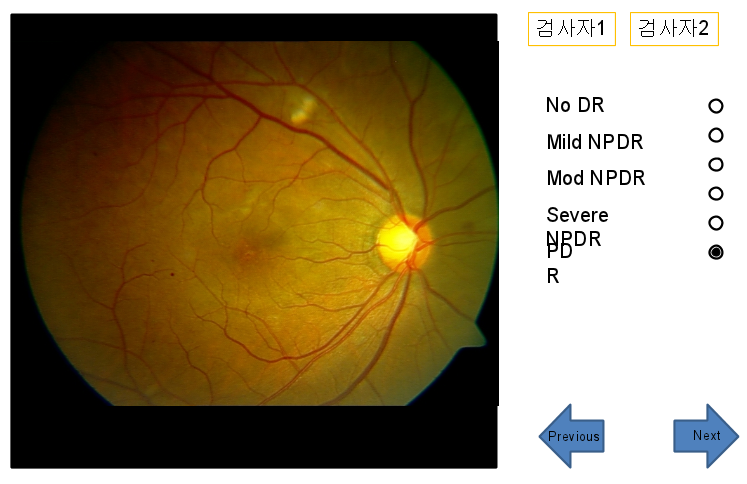 검사자1 검사자2
No DR
Mild NPDR
Mod NPDR
Severe
NPDR
PD
R
Previous Next